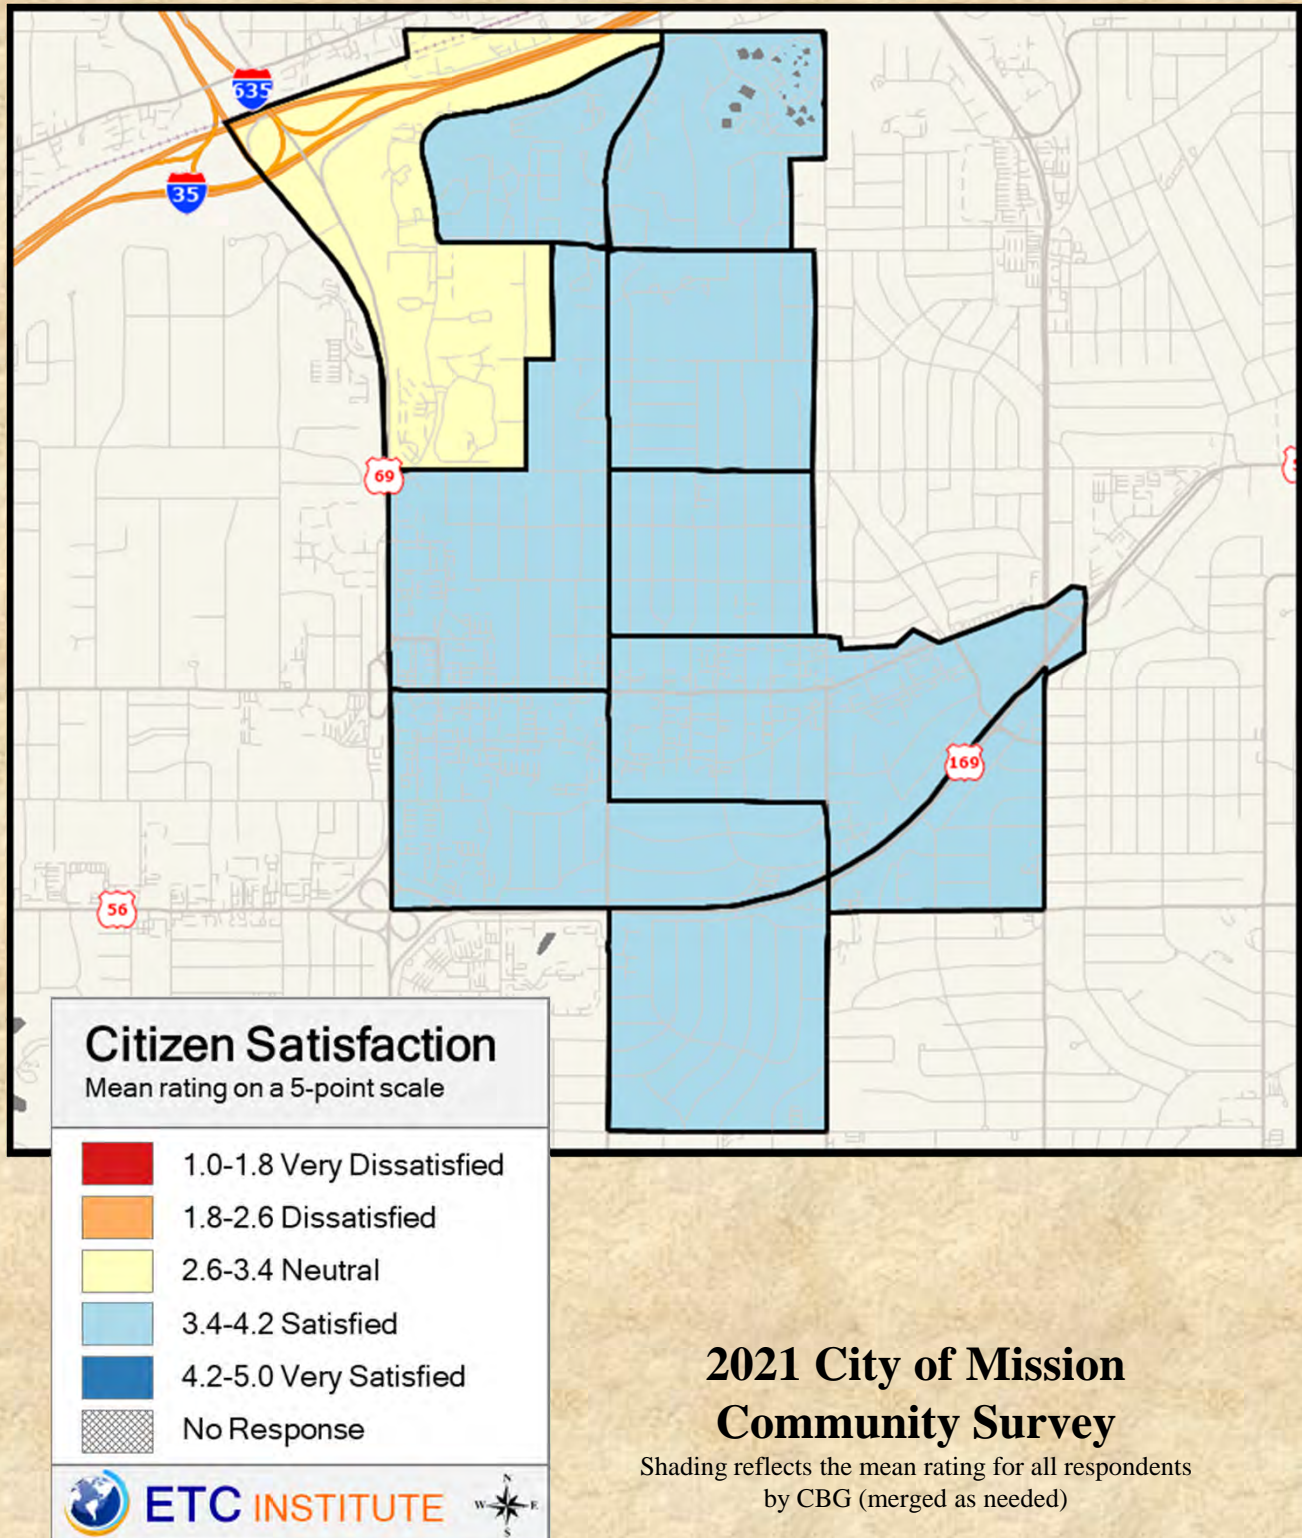 635
35
69
169
56
Citizen Satisfaction
Mean rating on a 5-point scale
1.0-1.8 Very Dissatisfied
1.8-2.6 Dissatisfied
2.6-3.4 Neutral
3.4-4.2 Satisfied
4.2-5.0 Very Satisfied
No Response
ETC INSTITUTE
N
W E
S
2021 City of Mission
Community Survey
Shading reflects the mean rating for all respondents
by CBG (merged as needed)